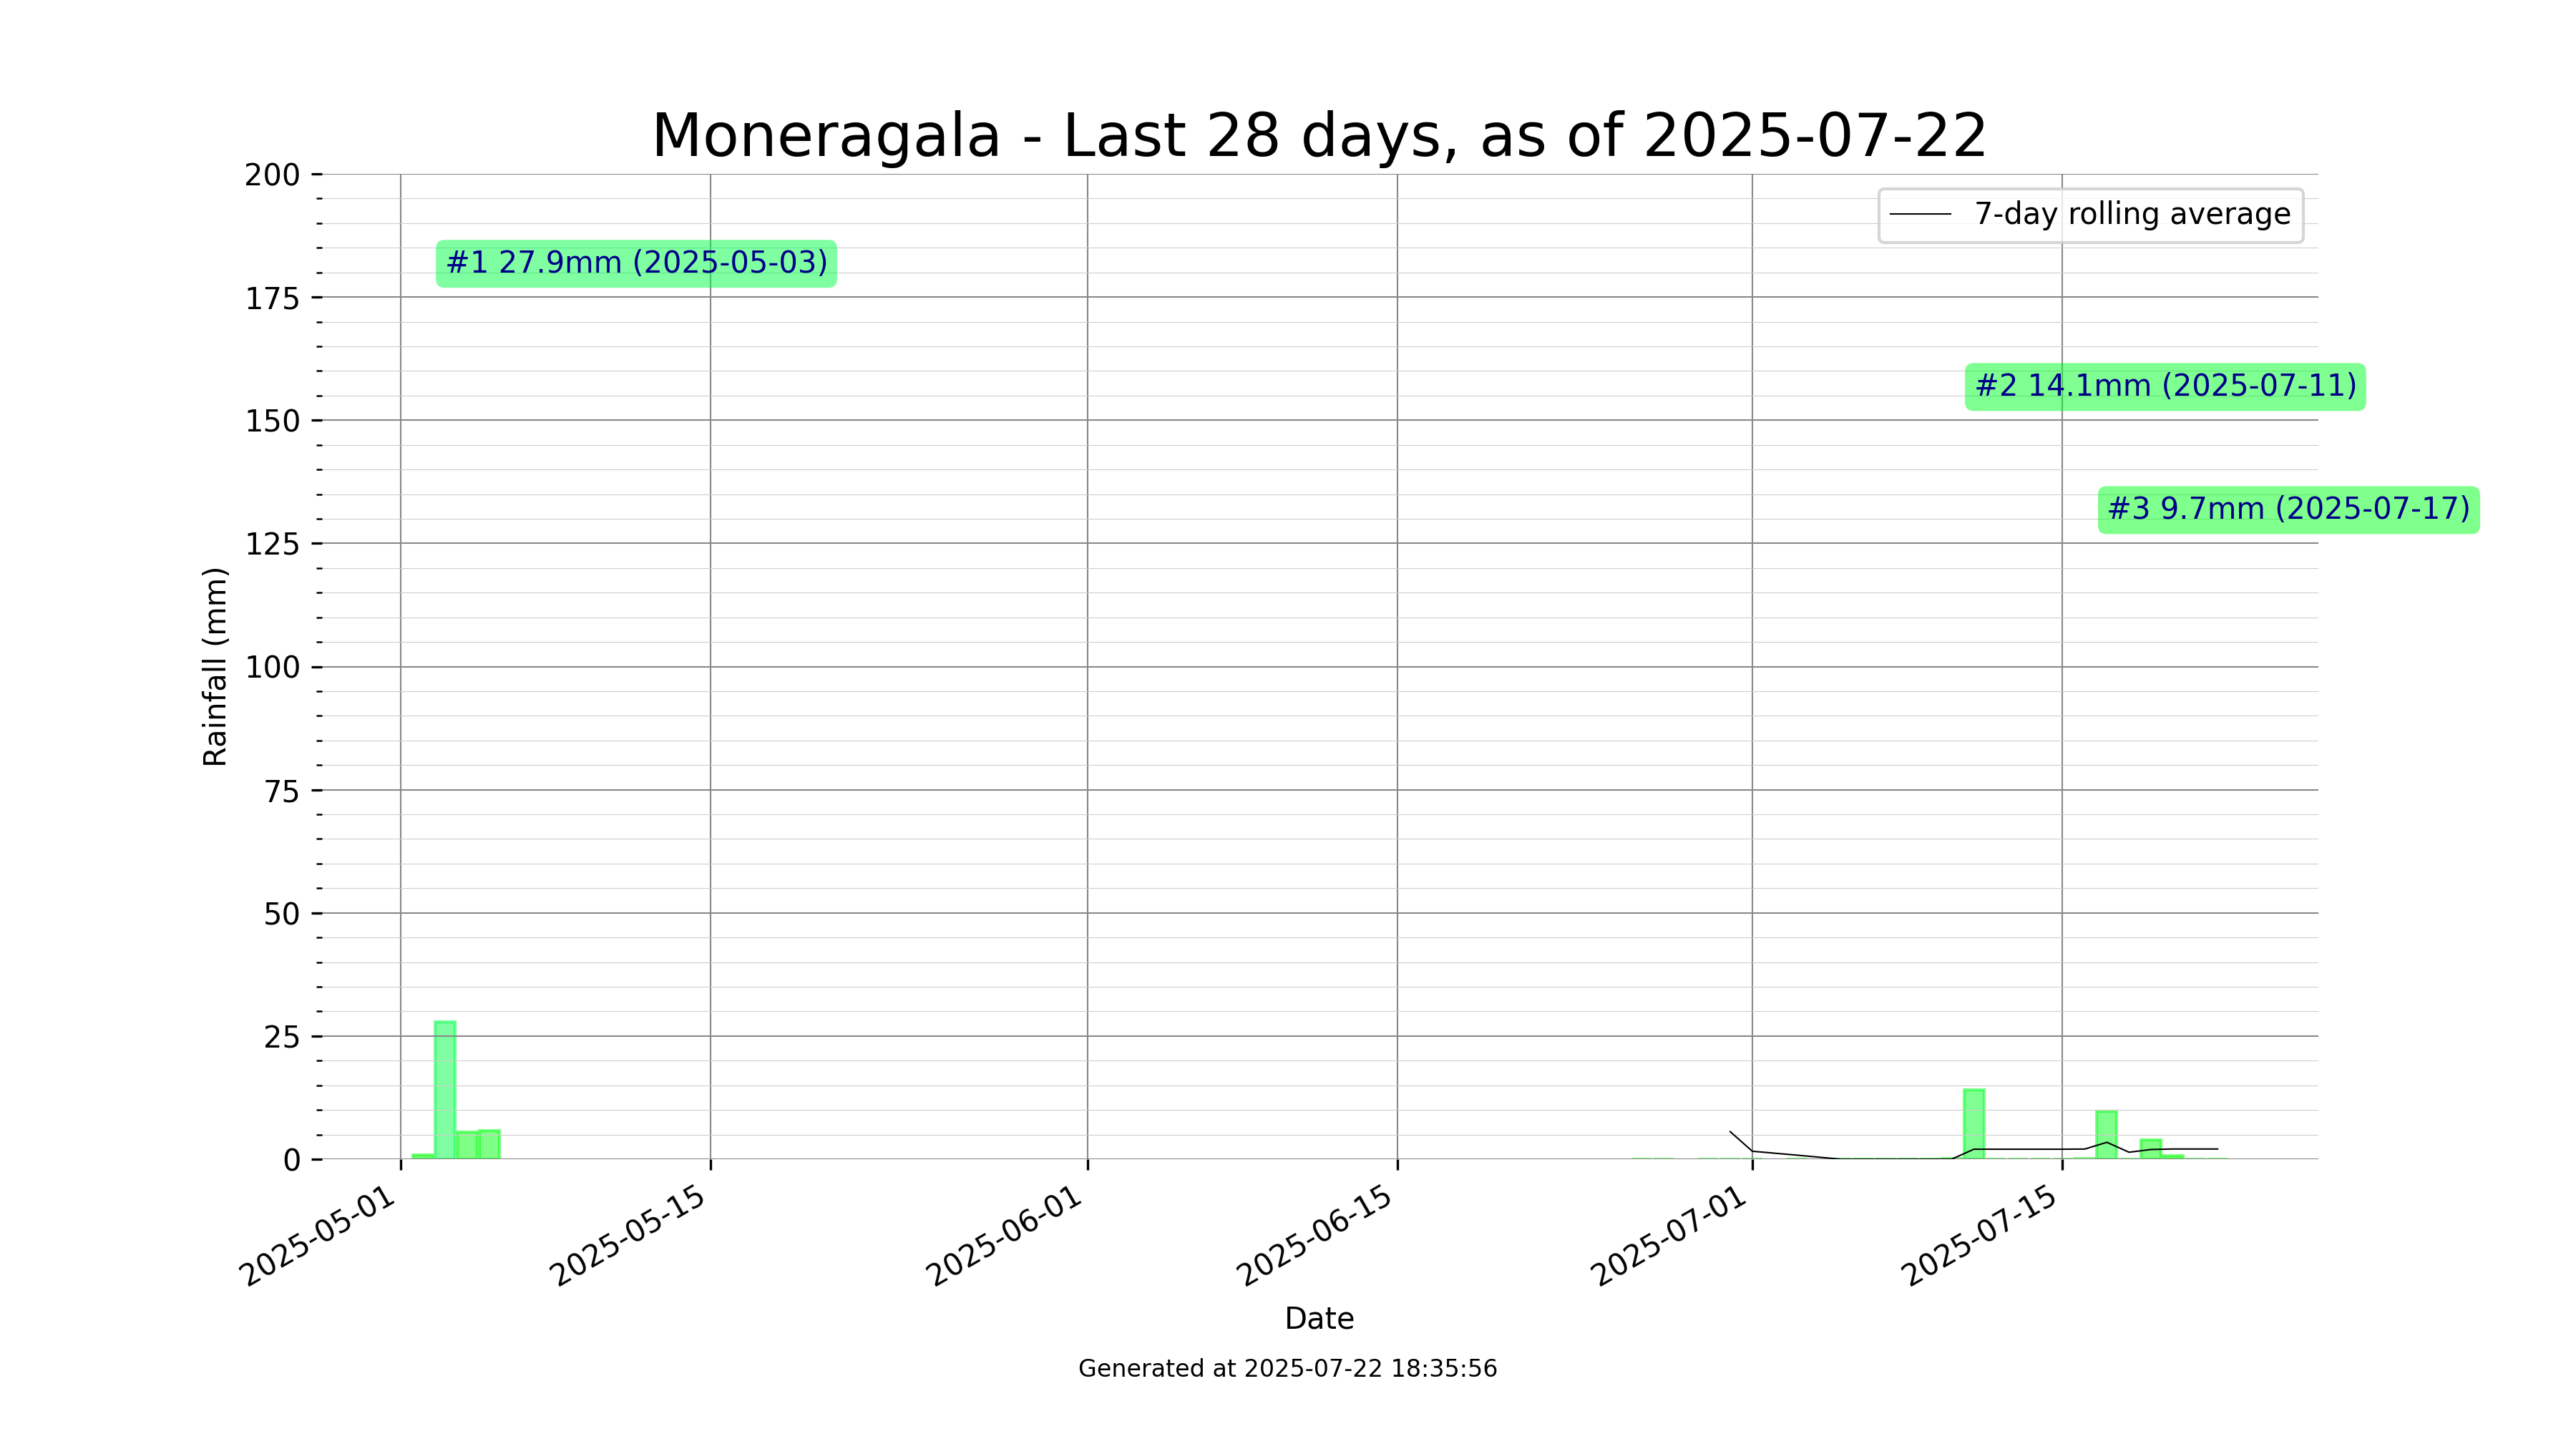 Moneragala - Last 28 days, as of 2025-07-22
200
175
150
125
100
75
50
25
0
Rainfall (mm)
7-day rolling average
#1 27.9mm (2025-05-03)
#2 14.1mm (2025-07-11)
#3 9.7mm (2025-07-17)
2025-05-01
2025-05-15
2025-06-01
2025-06-15
2025-07-01
2025-07-15
Date
Generated at 2025-07-22 18:35:56